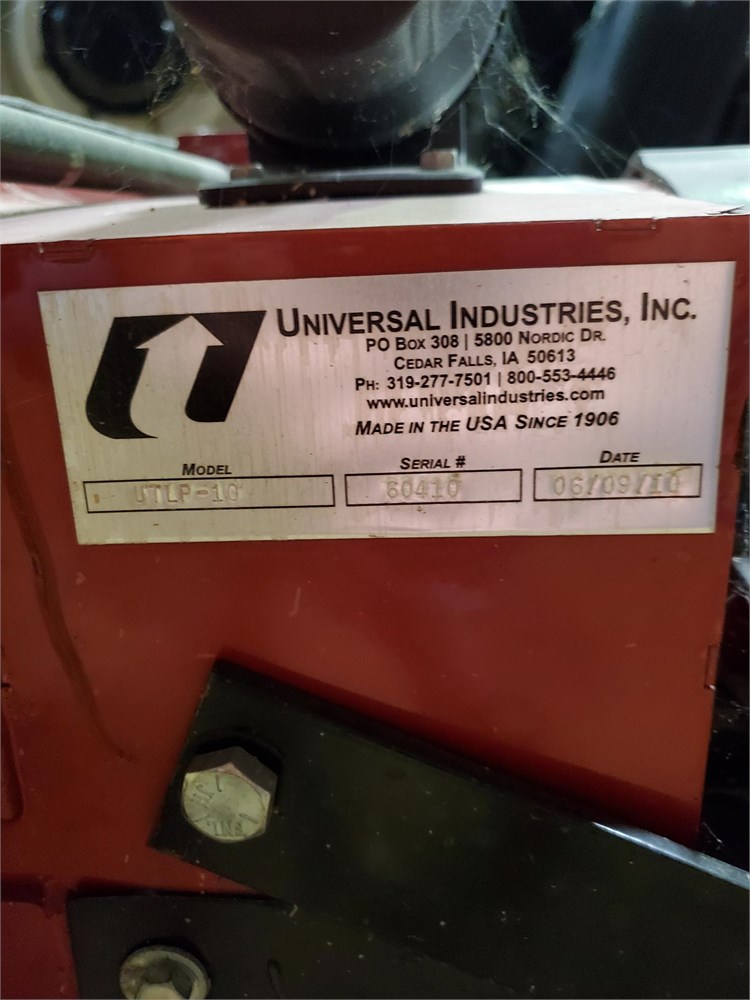 UNIVERSAL INDUSTRIES, INC.
PO BOX 308 | 5800 NORDIC DR.
CEDAR FALLS, IA 50613
PH: 319-277-7501 | 800-553-4446
www.universalindustries.com
MADE IN THE USA SINCE 1906
MODEL SERIAL # DATE
UTLP-10 60410 06/09/10
JH